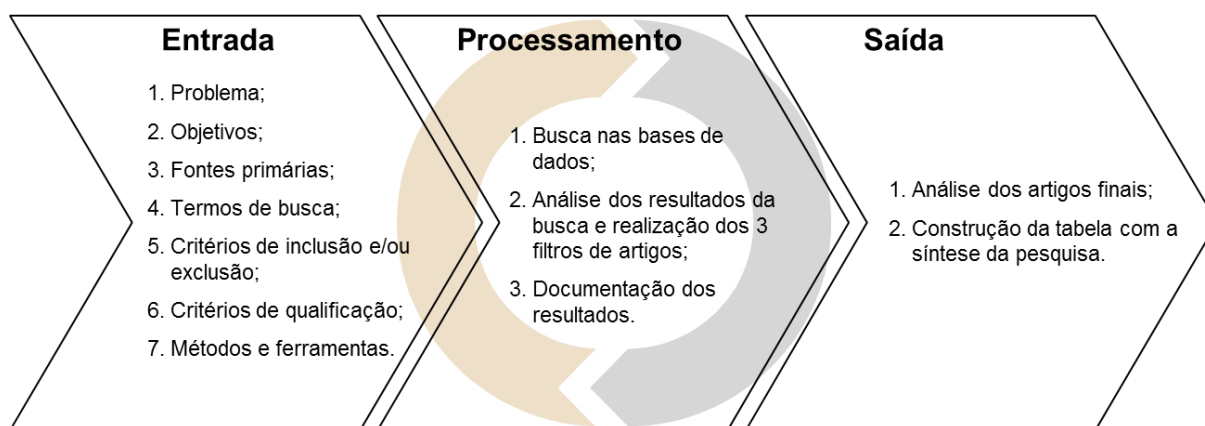 Entrada
1. Problema;
2. Objetivos;
3. Fontes primárias;
4. Termos de busca;
5. Critérios de inclusão e/ou
exclusão;
6. Critérios de qualificação;
7. Métodos e ferramentas.
Processamento
1. Busca nas bases de
dados;
2. Análise dos resultados da
busca e realização dos 3
filtros de artigos;
3. Documentação dos
resultados.
Saída
1. Análise dos artigos finais;
2. Construção da tabela com a
síntese da pesquisa.